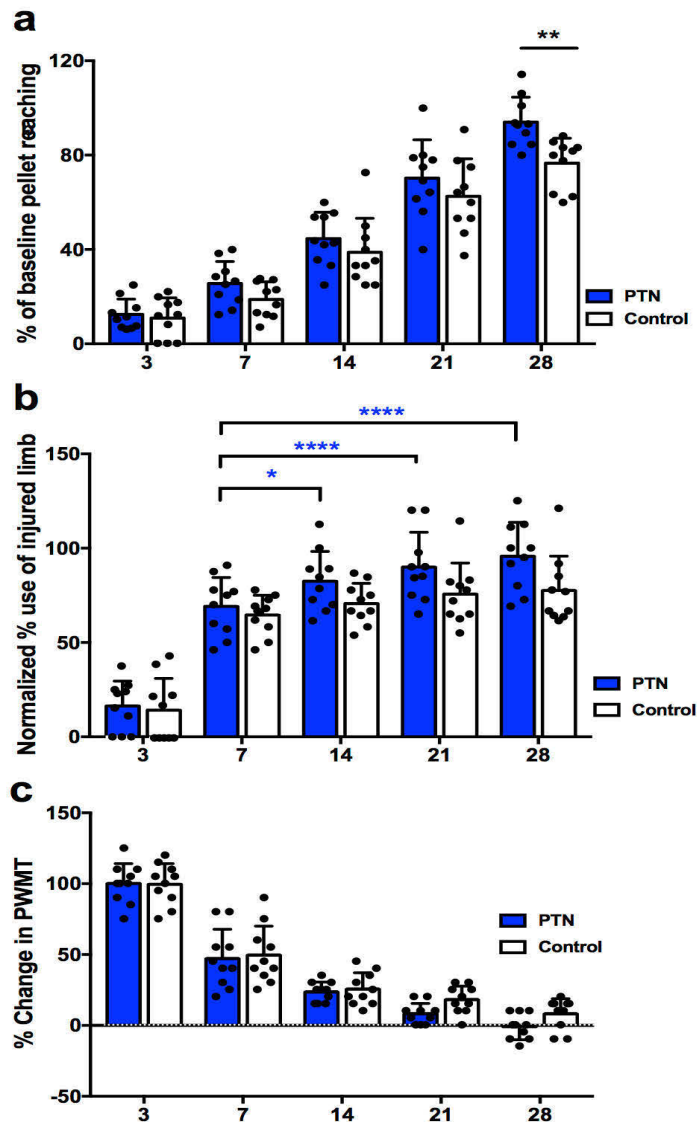 a
**
% of baseline pellet reaching
120
80
40
0
PTN
Control
3 7 14 21 28
b
****
****
*
Normalized % use of injured limb
150
100
50
0
PTN
Control
3 7 14 21 28
c
% Change in PWMT
150
100
50
0
-50
PTN
Control
3 7 14 21 28